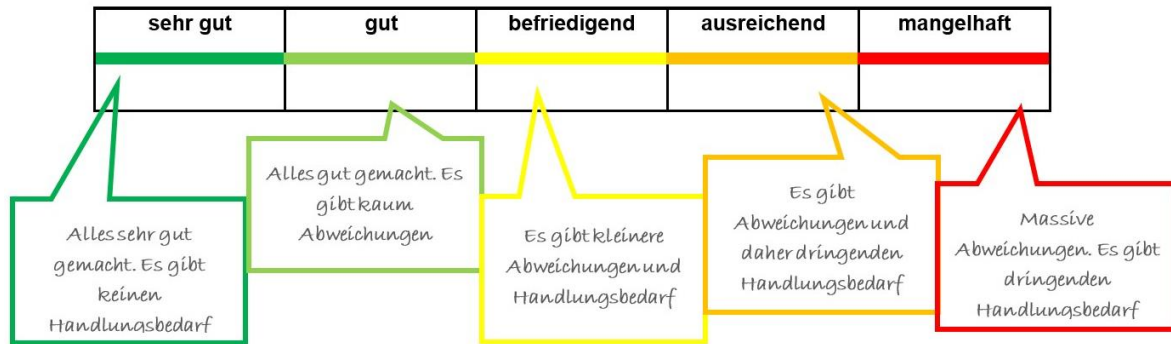 sehr gut
gut
befriedigend
ausreichend
mangelhaft
Alles sehr gut
gemacht. Es gibt
keinen
Handlungsbedarf
Alles gut gemacht. Es
gibt kaum
Abweichungen
Es gibt kleinere
Abweichungen und
Handlungsbedarf
Es gibt
Abweichungen und
daher dringenden
Handlungsbedarf
Massive
Abweichungen. Es gibt
dringenden
Handlungsbedarf